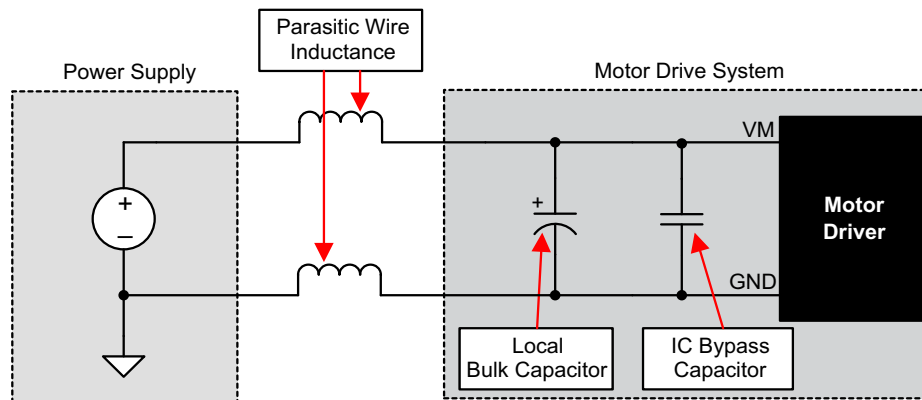 Parasitic Wire
Inductance
Power Supply
Motor Drive System
VM
+
–
+
Motor
Driver
GND
Local
Bulk Capacitor
IC Bypass
Capacitor